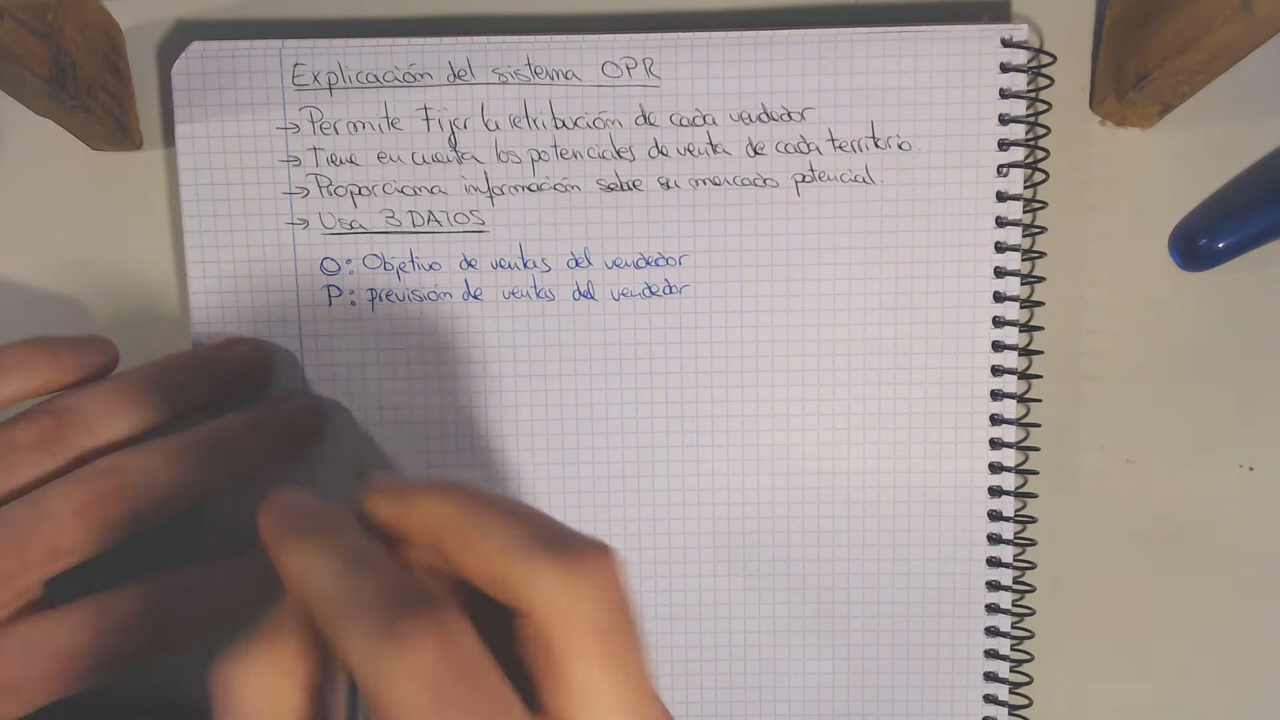 Explicación del sistema OPR
→ Permite Fijar la retribución de cada vendedor
→ Tiene en cuenta los potenciales de venta de cada territorio.
→ Proporciona información sobre su mercado potencial.
→ Usa 3 DATOS
O: Objetivo de ventas del vendedor
P: previsión de ventas del vendedor